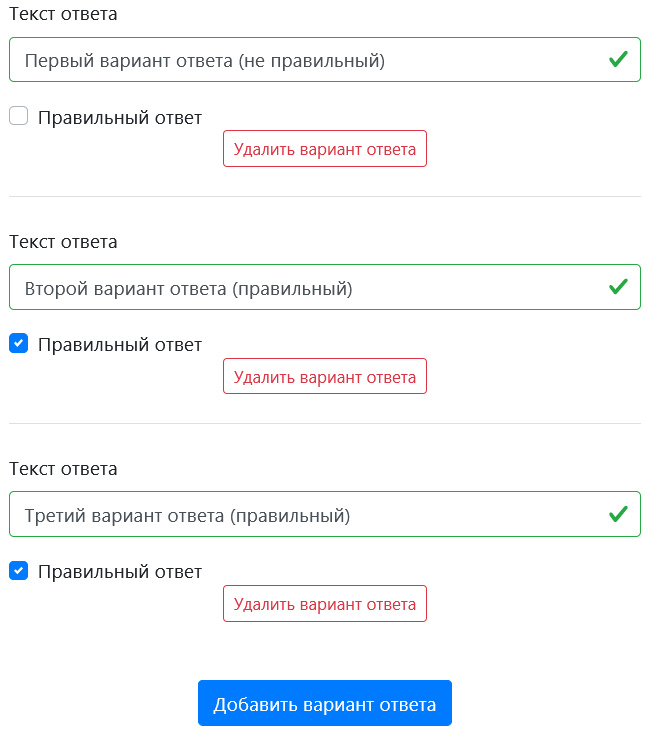 Текст ответа
Первый вариант ответа (не правильный)
Правильный ответ
Удалить вариант ответа
Текст ответа
Второй вариант ответа (правильный)
Правильный ответ
Удалить вариант ответа
Текст ответа
Третий вариант ответа (правильный)
Правильный ответ
Удалить вариант ответа
Добавить вариант ответа